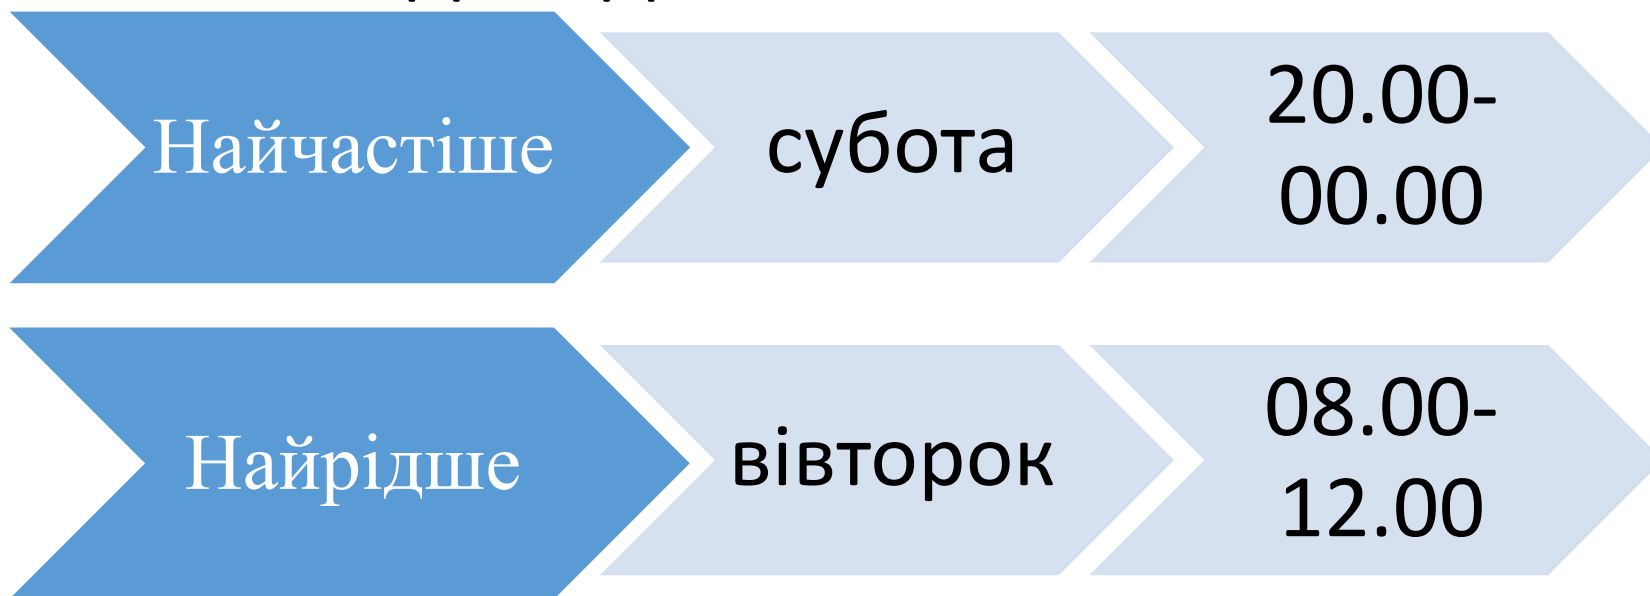 Найчастіше
субота
20.00-
00.00
Найрідше
вівторок
08.00-
12.00